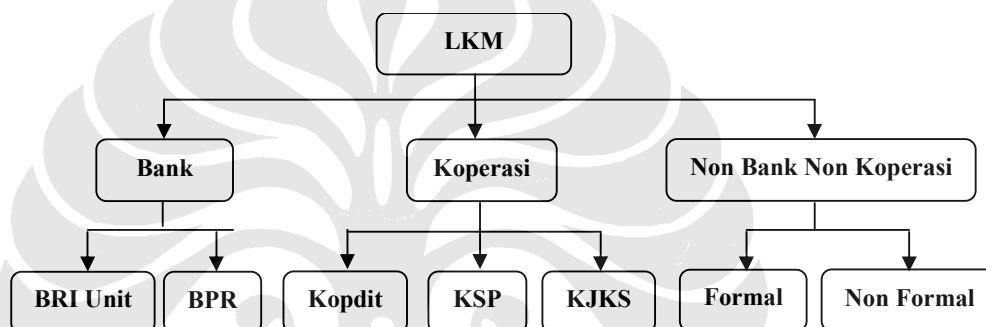 LKM
Bank
Koperasi
Non Bank Non Koperasi
BRI Unit
BPR
Kopdit
KSP
KJKS
Formal
Non Formal